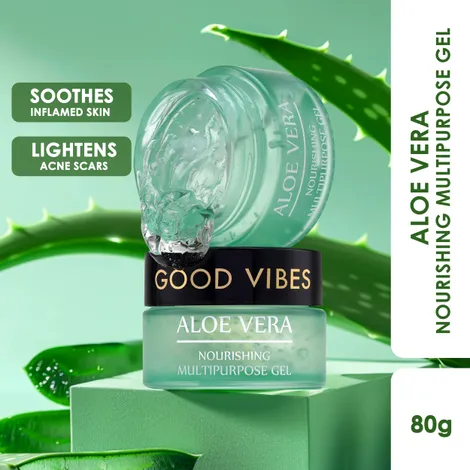 SOOTHES
INFLAMED SKIN
LIGHTENS
ACNE SCARS
ALOE VERA
NOURISHING
MULTIPURPOSE GEL
GOOD VIBES
ALOE VERA
NOURISHING
MULTIPURPOSE GEL
ALOE VERA
NOURISHING MULTIPURPOSE GEL
80g